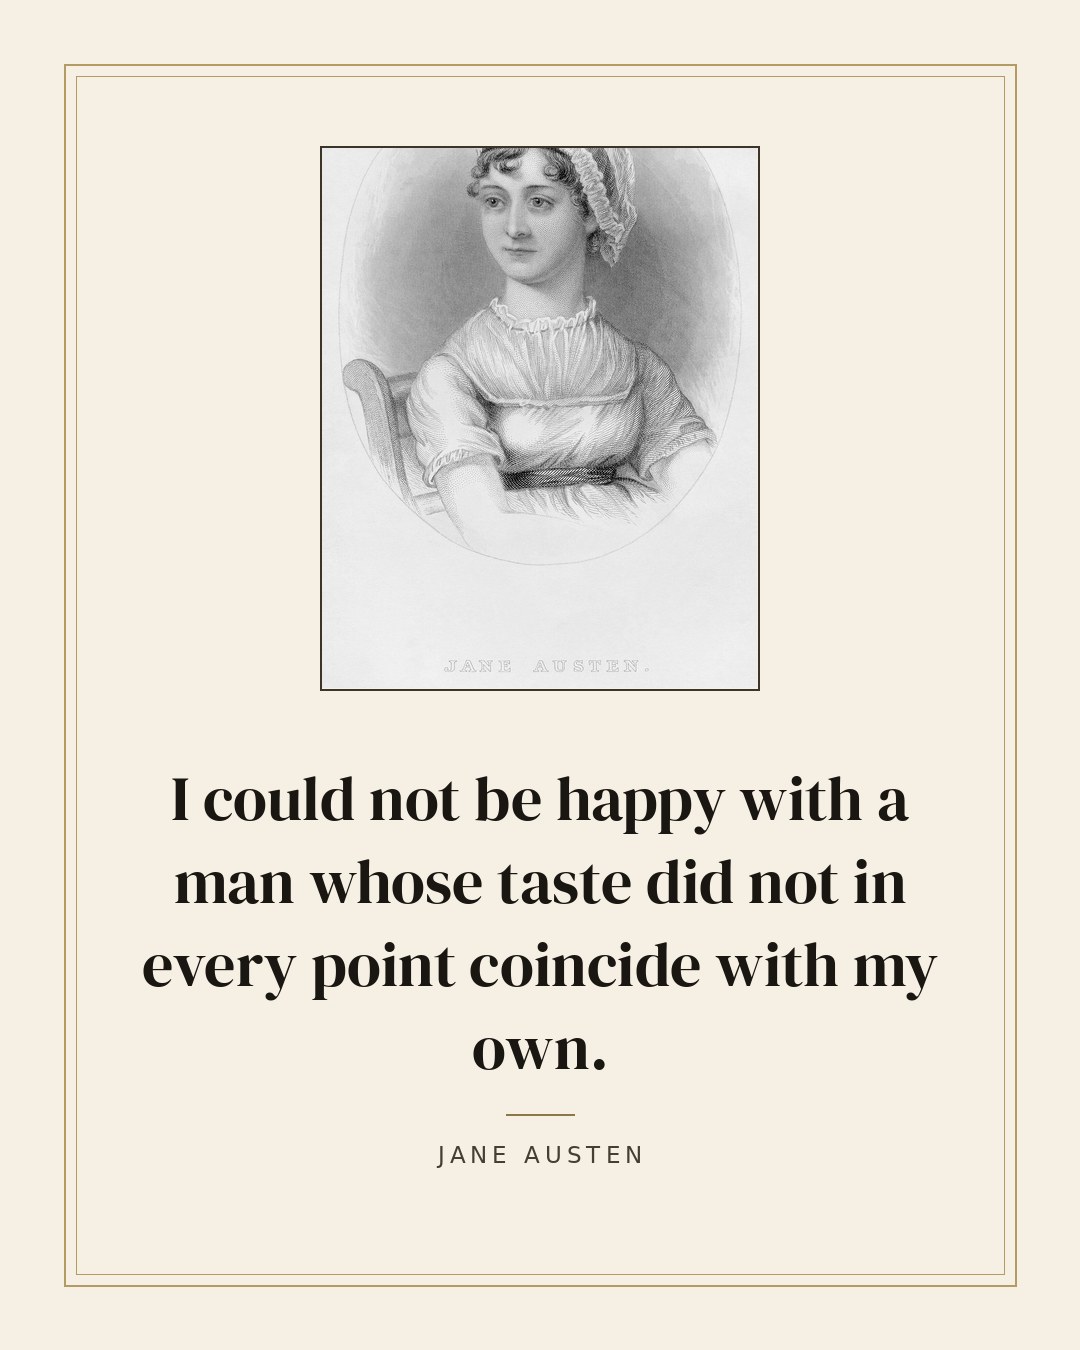 JANE AUSTEN.
I could not be happy with a
man whose taste did not in
every point coincide with my
own.
JANE AUSTEN